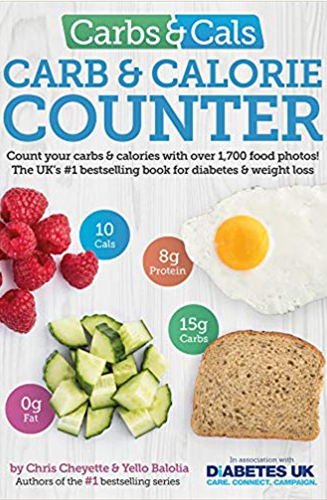 Carbs & Cals
CARB & CALORIE
COUNTER
Count your carbs & calories with over 1,700 food photos!
The UK's #1 bestselling book for diabetes & weight loss
10
Cals
8g
Protein
15g
Carbs
0g
Fat
by Chris Cheyette & Yello Balolia
Authors of the #1 bestselling series
In association with
DiABETES UK
CARE. CONNECT. CAMPAIGN.